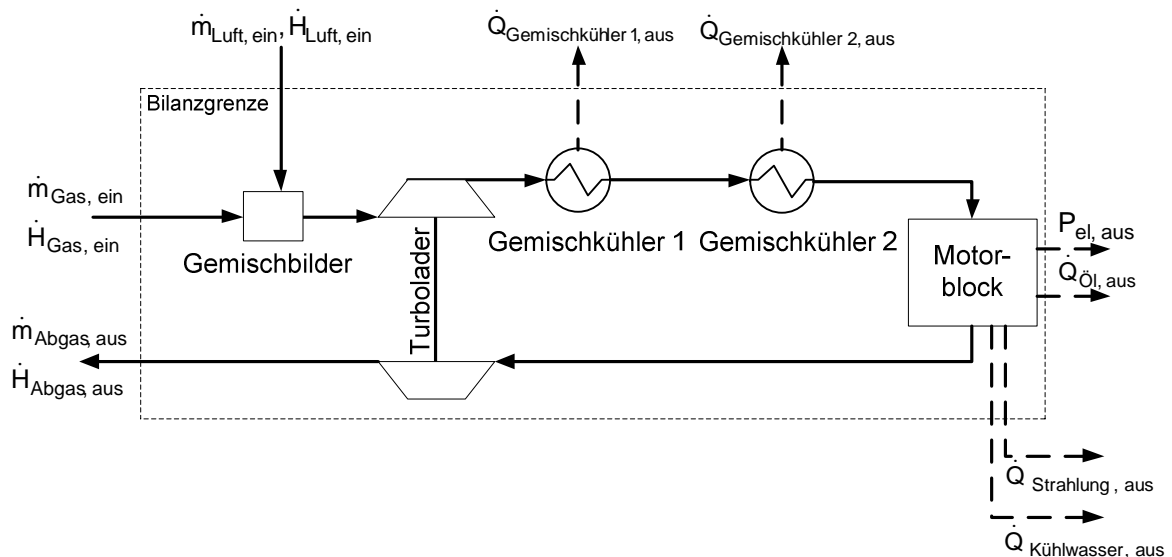 ṁLuft, ein, ḢLuft, ein
Q̇Gemischkühler 1, aus
Q̇Gemischkühler 2, aus
Bilanzgrenze
ṁGas, ein
ḢGas, ein
Gemischbilder
Turbolader
Gemischkühler 1
Gemischkühler 2
Motor-
block
Pel, aus
Q̇Öl, aus
ṁAbgas, aus
ḢAbgas, aus
Q̇Strahlung, aus
Q̇Kühlwasser, aus